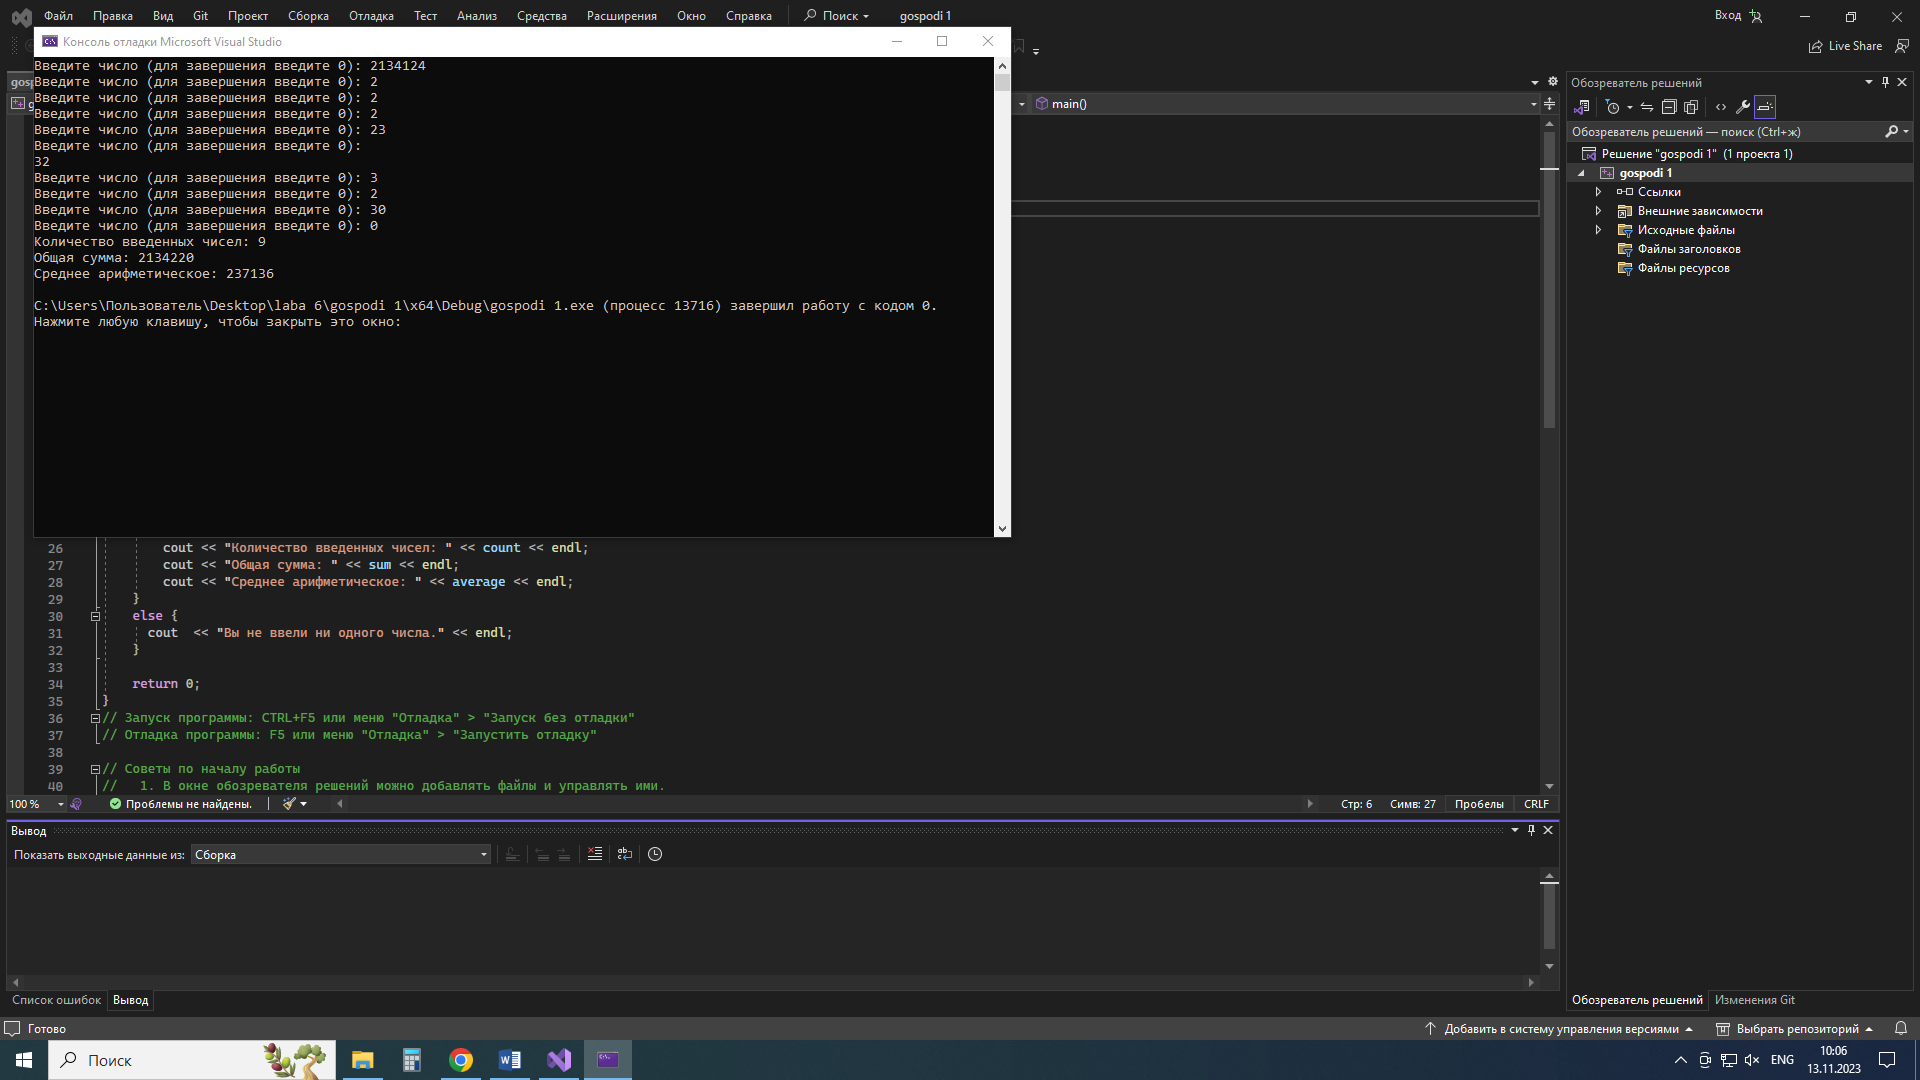 Файл Правка Вид Git Проект Сборка Отладка Тест Анализ Средства Расширения Окно Справка Поиск gospodi 1 Вход
Live Share
Консоль отладки Microsoft Visual Studio
Введите число (для завершения введите 0): 2134124
Введите число (для завершения введите 0): 2
Введите число (для завершения введите 0): 2
Введите число (для завершения введите 0): 2
Введите число (для завершения введите 0): 23
Введите число (для завершения введите 0):
32
Введите число (для завершения введите 0): 3
Введите число (для завершения введите 0): 2
Введите число (для завершения введите 0): 30
Введите число (для завершения введите 0): 0
Количество введенных чисел: 9
Общая сумма: 2134220
Среднее арифметическое: 237136
C:\Users\Пользователь\Desktop\laba 6\gospodi 1\x64\Debug\gospodi 1.exe (процесс 13716) завершил работу с кодом 0.
Нажмите любую клавишу, чтобы закрыть это окно:
main()
26 cout << "Количество введенных чисел: " << count << endl;
27 cout << "Общая сумма: " << sum << endl;
28 cout << "Среднее арифметическое: " << average << endl;
29 }
30 else {
31 cout  << "Вы не ввели ни одного числа." << endl;
32 }
33
34 return 0;
35 }
36 // Запуск программы: CTRL+F5 или меню "Отладка" > "Запуск без отладки"
37 // Отладка программы: F5 или меню "Отладка" > "Запустить отладку"
38
39 // Советы по началу работы
40 //   1. В окне обозревателя решений можно добавлять файлы и управлять ими.
100 % Проблемы не найдены. Стр: 6 Симв: 27 Пробелы CRLF
Вывод
Показать выходные данные из: Сборка
Список ошибок Вывод
Обозреватель решений
Обозреватель решений — поиск (Ctrl+ж)
Решение "gospodi 1" (1 проекта 1)
gospodi 1
Ссылки
Внешние зависимости
Исходные файлы
Файлы заголовков
Файлы ресурсов
Обозреватель решений Изменения Git
Готово Добавить в систему управления версиями Выбрать репозиторий
Поиск
ENG
10:06
13.11.2023